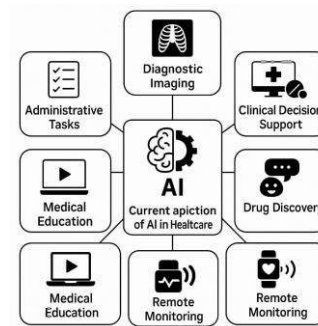 Diagnostic
Imaging
Administrative
Tasks
Clinical Decision
Support
AI
Current apiction
of AI in Healtcare
Medical
Education
Drug Discover
Medical
Education
Remote
Monitoring
Remote
Monitoring